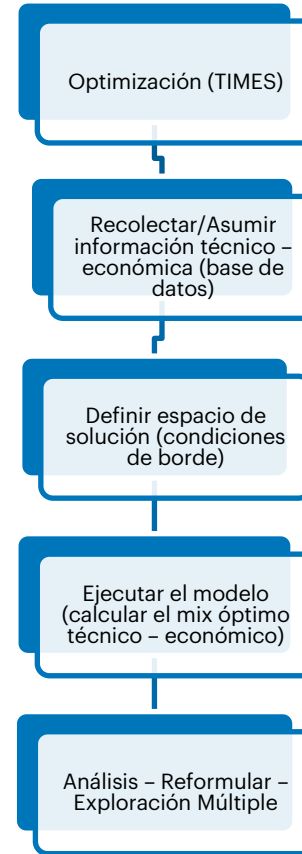 Optimización (TIMES)
Recolectar/Asumir
información técnico –
económica (base de
datos)
Definir espacio de
solución (condiciones
de borde)
Ejecutar el modelo
(calcular el mix óptimo
técnico – económico)
Análisis – Reformular –
Exploración Múltiple